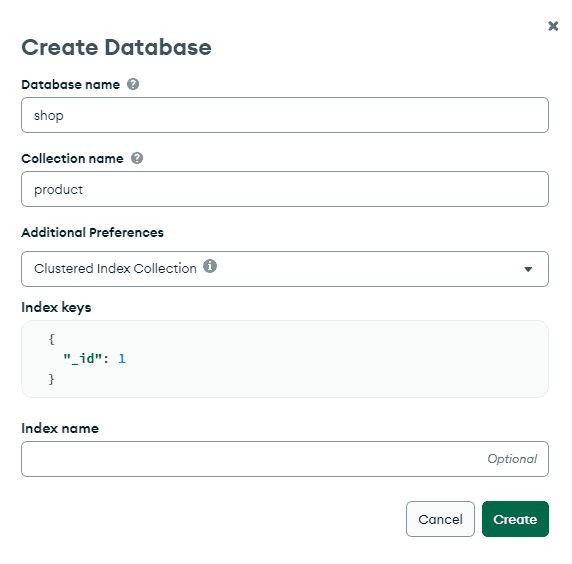 Create Database
Database name
shop
Collection name
product
Additional Preferences
Clustered Index Collection
Index keys
{
"_id": 1
}
Index name
Optional
Cancel Create